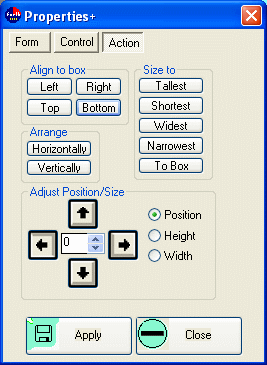 Properties+
Form Control Action
Align to box
Left Right
Top Bottom
Size to
Tallest
Shortest
Widest
Narrowest
To Box
Arrange
Horizontally
Vertically
Adjust Position/Size
0
Position
Height
Width
Apply Close